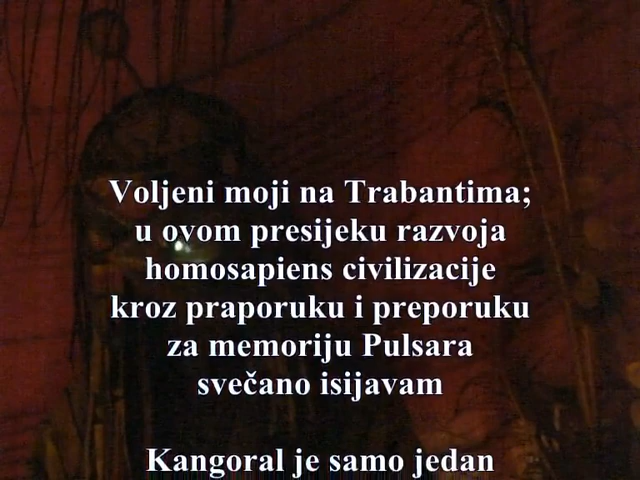 Voljeni moji na Trabantima;
u ovom presijeku razvoja
homosapiens civilizacije
kroz praporuku i preporuku
za memoriju Pulsara
svečano isijavam
Kangoral je samo jedan